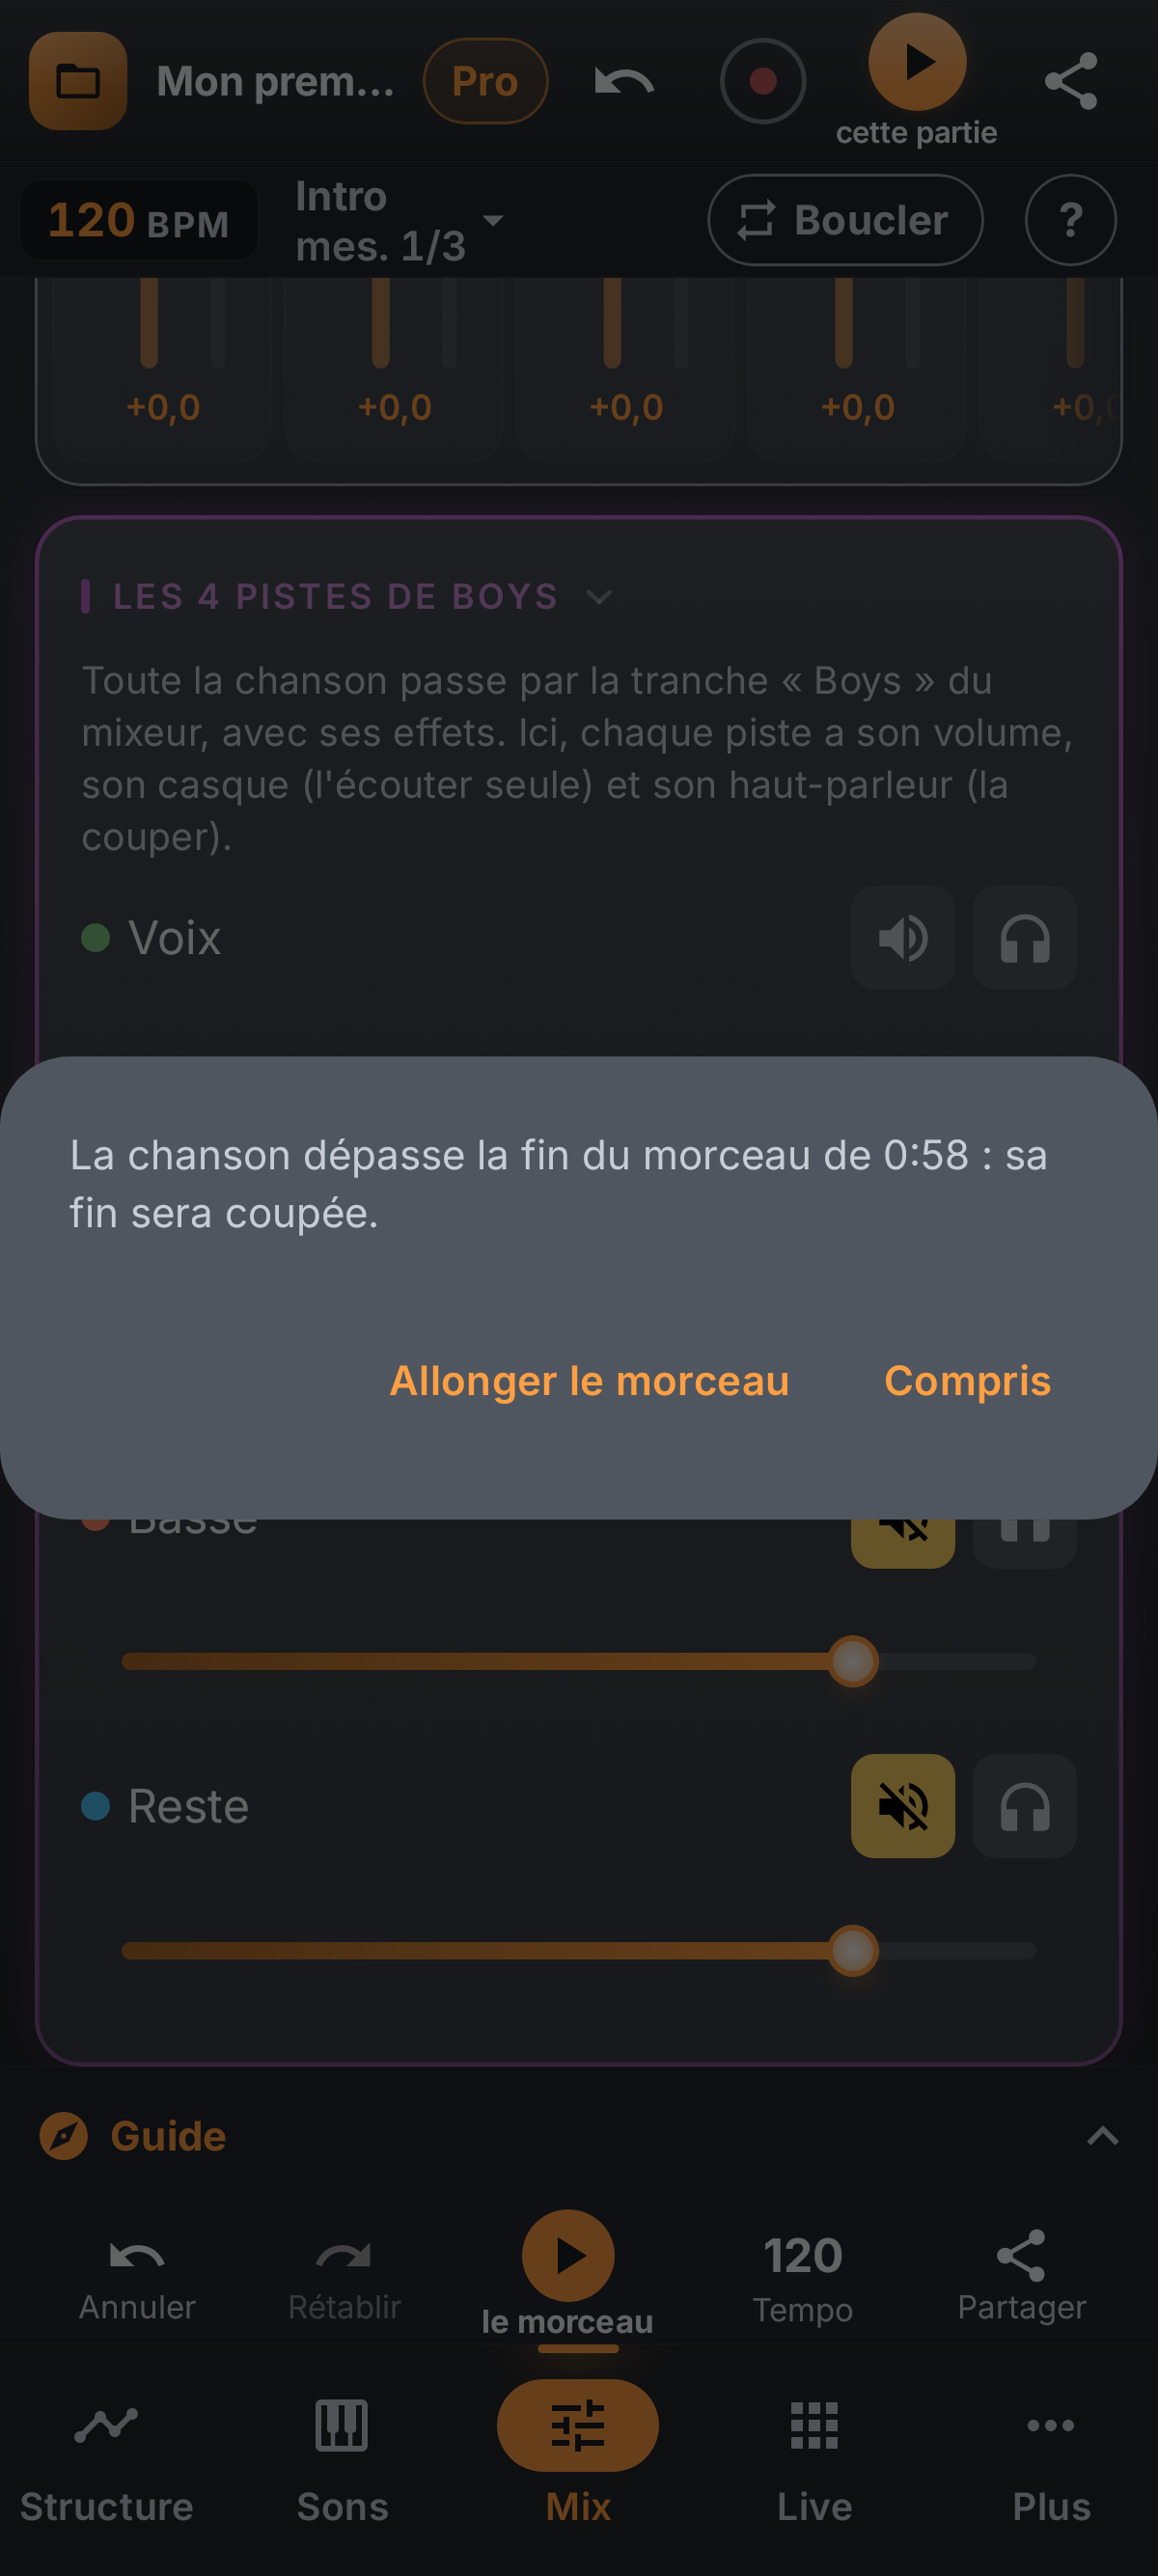 Mon prem...
Pro
cette partie
120 BPM
Intro
mes. 1/3
Boucler
?
+0,0
+0,0
+0,0
+0,0
+0,0
LES 4 PISTES DE BOYS
Toute la chanson passe par la tranche « Boys » du
mixeur, avec ses effets. Ici, chaque piste a son volume,
son casque (l'écouter seule) et son haut-parleur (la
couper).
Voix
La chanson dépasse la fin du morceau de 0:58 : sa
fin sera coupée.
Allonger le morceau
Compris
Basse
Reste
Guide
Annuler
Rétablir
le morceau
120
Tempo
Partager
Structure
Sons
Mix
Live
Plus